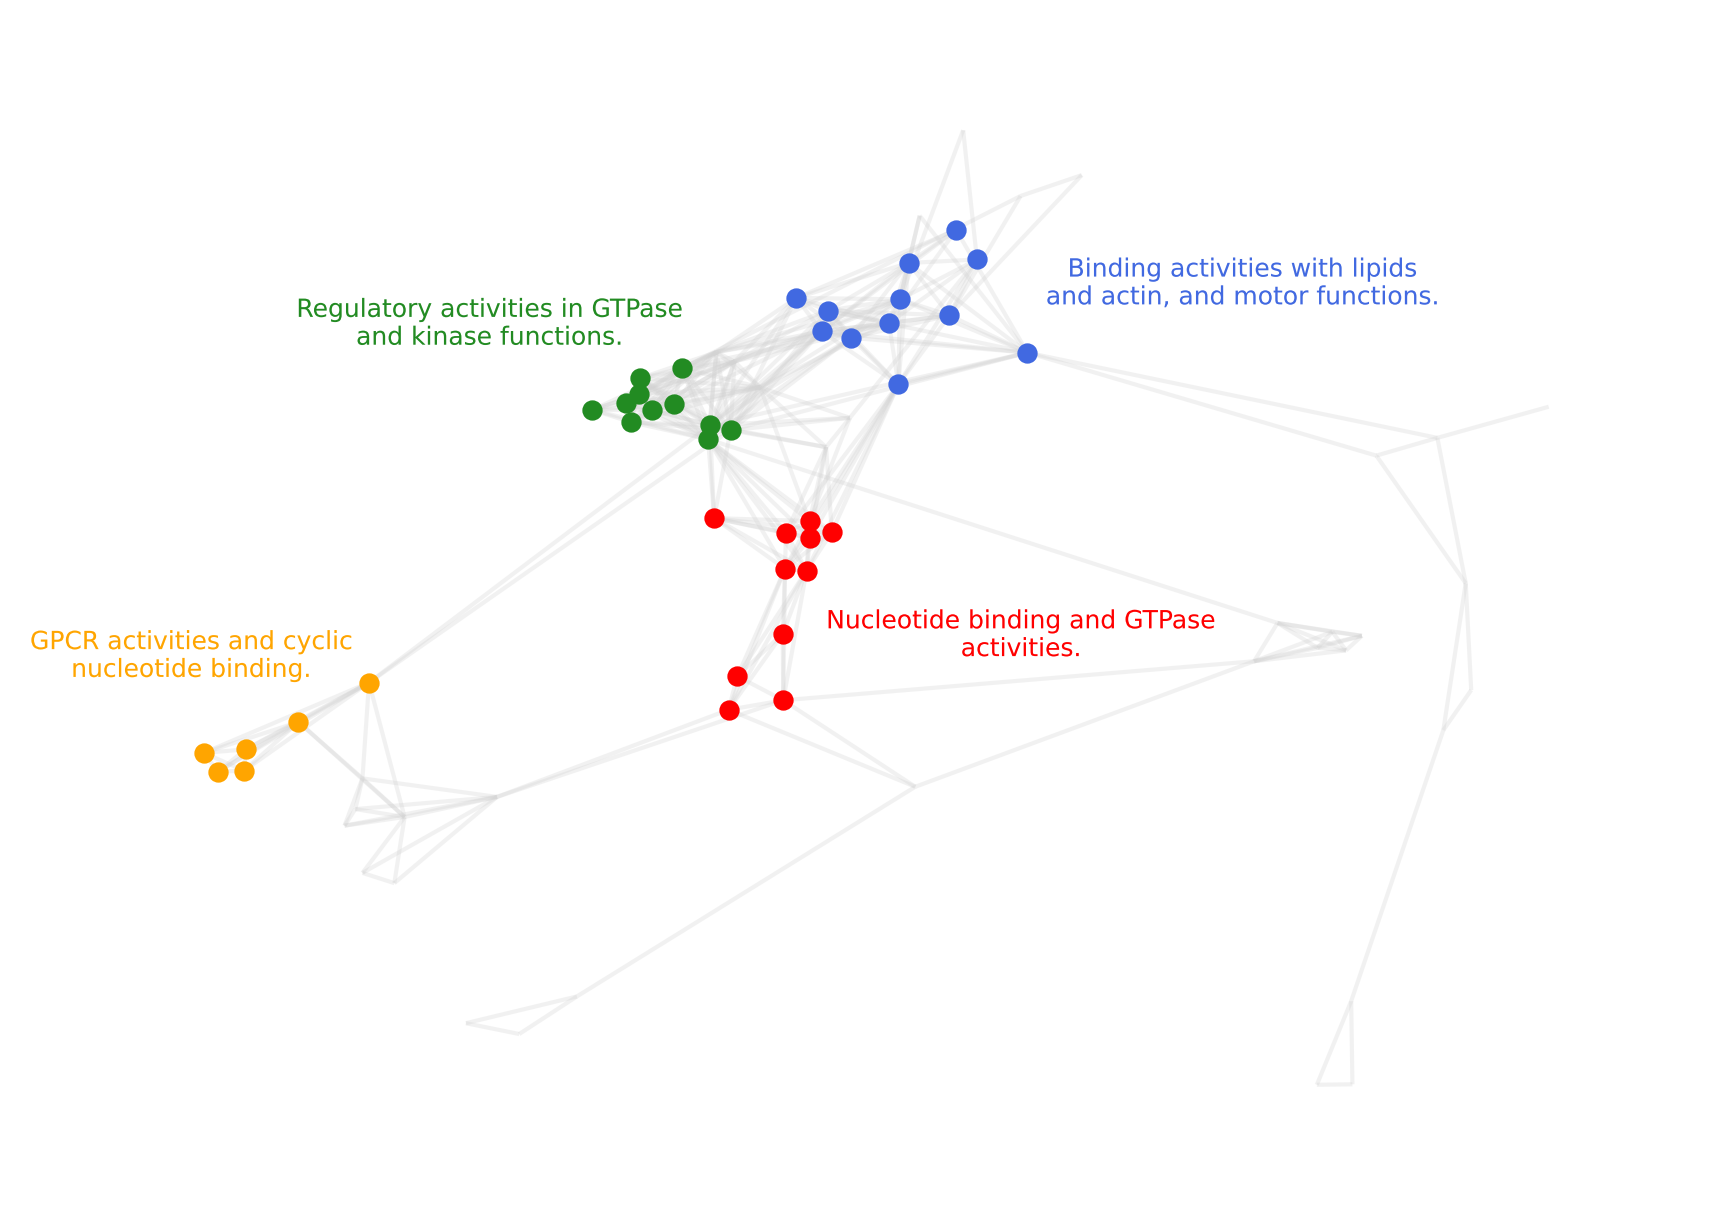 Binding activities with lipids
and actin, and motor functions.
Regulatory activities in GTPase
and kinase functions.
Nucleotide binding and GTPase
activities.
GPCR activities and cyclic
nucleotide binding.